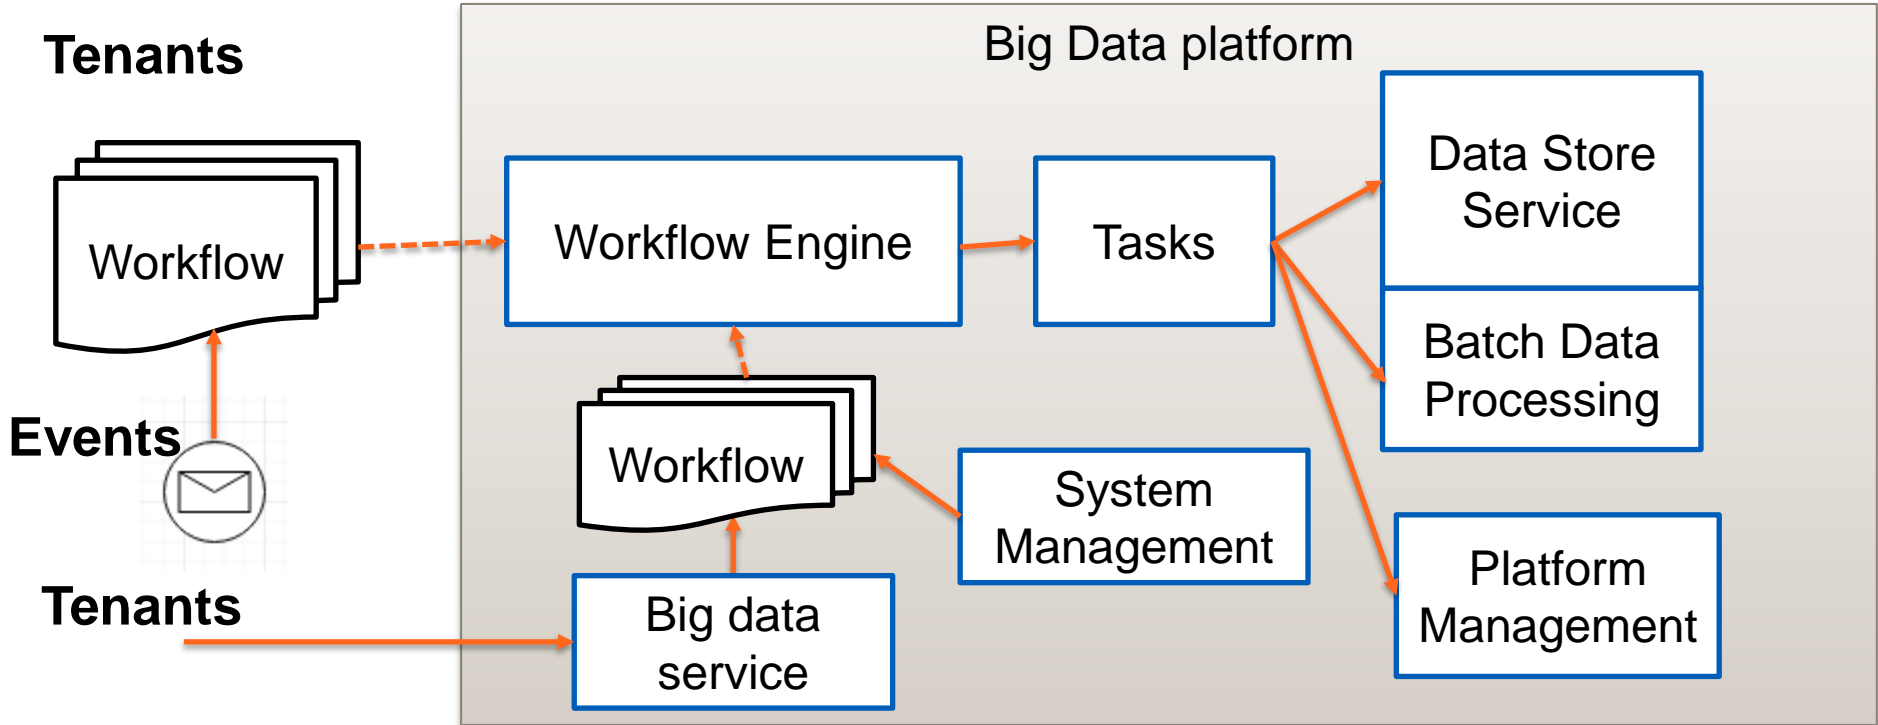 Big Data platform
Tenants
Workflow
Workflow Engine
Tasks
Data Store
Service
Batch Data
Processing
Events
Workflow
System
Management
Platform
Management
Tenants
Big data
service